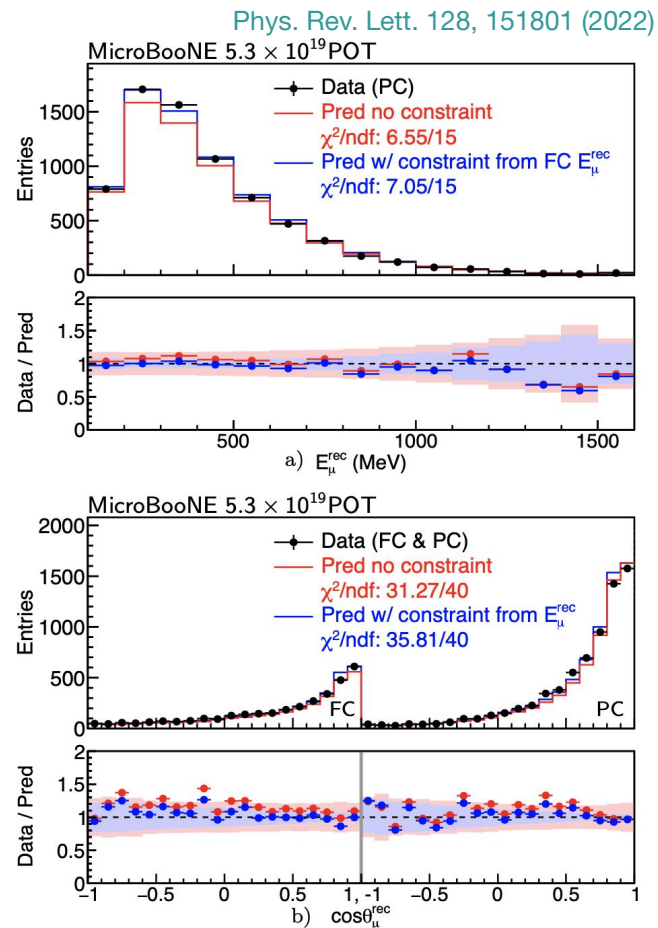 Phys. Rev. Lett. 128, 151801 (2022)
MicroBooNE 5.3 × 10¹⁹POT
Data (PC)
Pred no constraint
χ²/ndf: 6.55/15
Pred w/ constraint from FC E_μ^rec
χ²/ndf: 7.05/15
Entries
1500
1000
500
0
Data / Pred
2
1.5
1
0.5
0
500 1000 1500
a) E_μ^rec (MeV)
MicroBooNE 5.3 × 10¹⁹POT
Data (FC & PC)
Pred no constraint
χ²/ndf: 31.27/40
Pred w/ constraint from E_μ^rec
χ²/ndf: 35.81/40
Entries
2000
1500
1000
500
0
FC PC
Data / Pred
2
1.5
1
0.5
0
-1 −0.5 0 0.5 1, -1 −0.5 0 0.5 1
b) cosθ_μ^rec